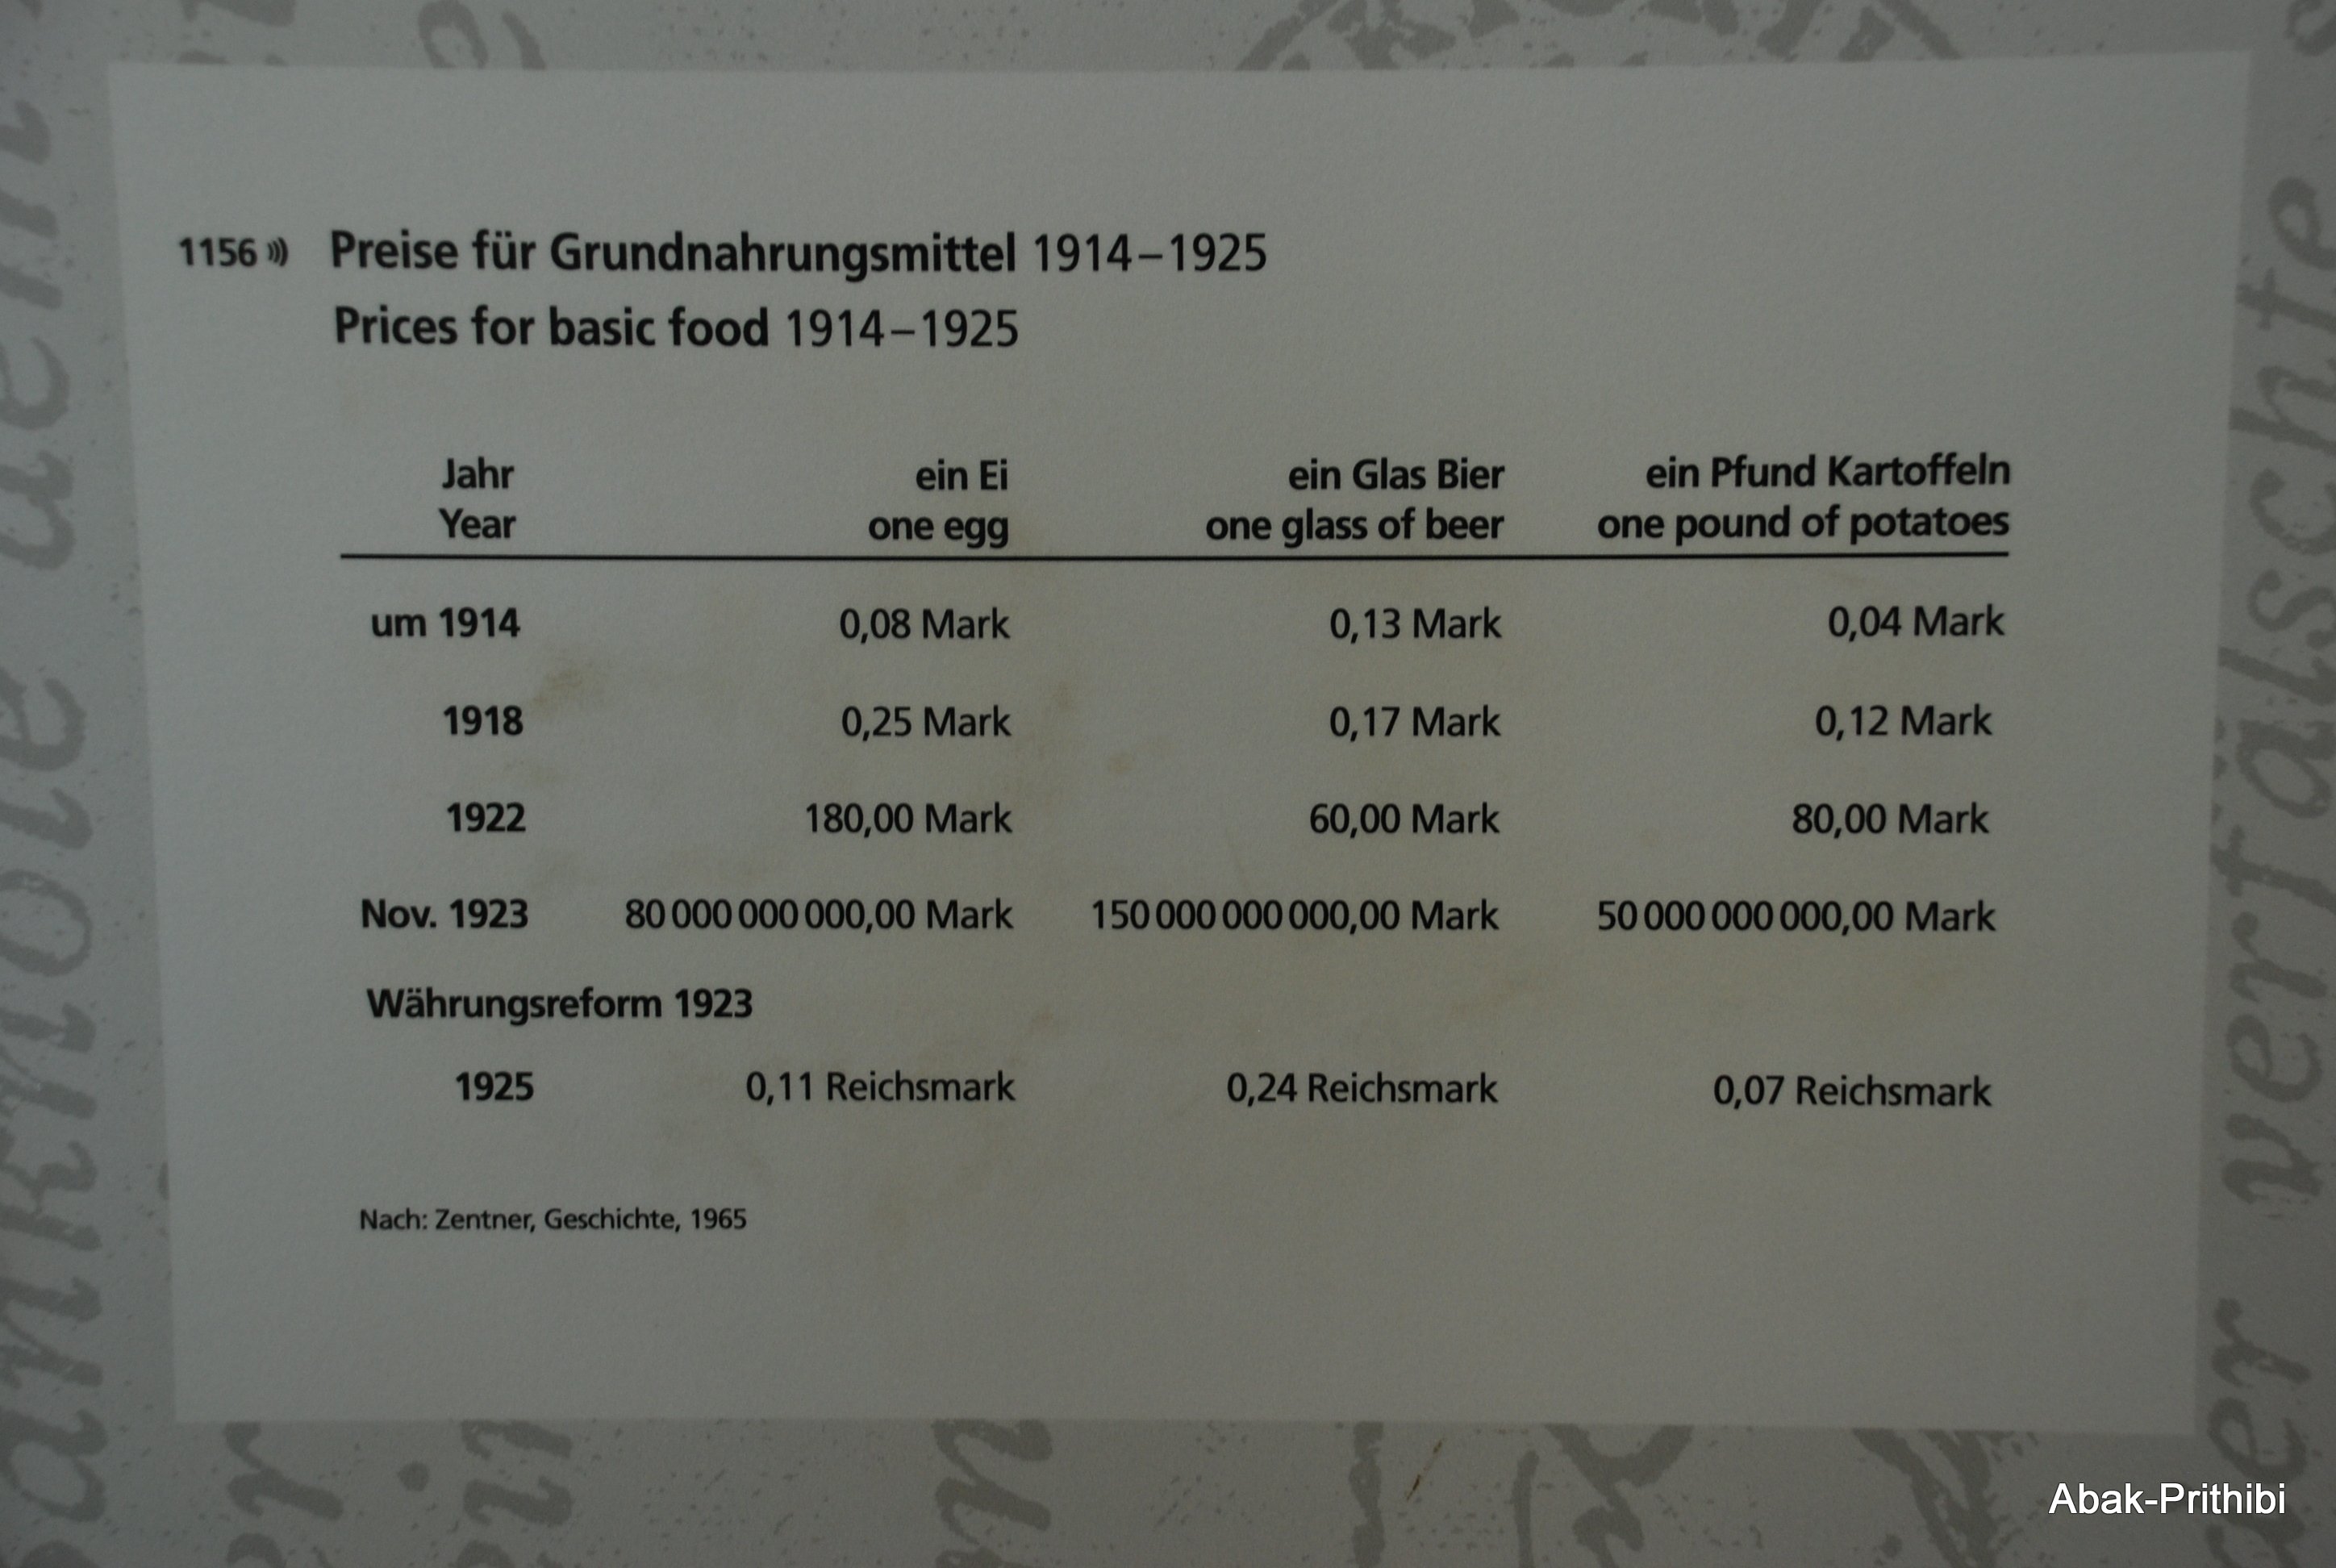 1156 Preise für Grundnahrungsmittel 1914–1925
Prices for basic food 1914–1925
Jahr ein Ei ein Glas Bier ein Pfund Kartoffeln
Year one egg one glass of beer one pound of potatoes
um 1914 0,08 Mark 0,13 Mark 0,04 Mark
1918 0,25 Mark 0,17 Mark 0,12 Mark
1922 180,00 Mark 60,00 Mark 80,00 Mark
Nov. 1923 80 000 000 000,00 Mark 150 000 000 000,00 Mark 50 000 000 000,00 Mark
Währungsreform 1923
1925 0,11 Reichsmark 0,24 Reichsmark 0,07 Reichsmark
Nach: Zentner, Geschichte, 1965
Abak-Prithibi